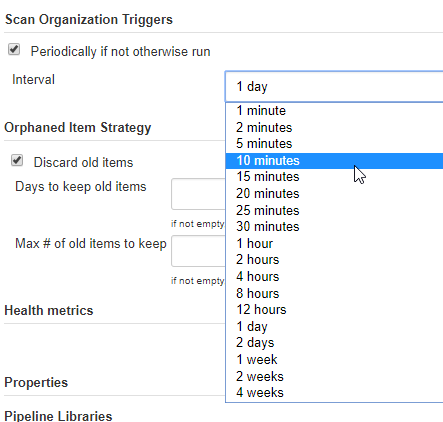 Scan Organization Triggers
Periodically if not otherwise run
Interval
1 day
1 minute
2 minutes
Orphaned Item Strategy
5 minutes
Discard old items
10 minutes
15 minutes
Days to keep old items
20 minutes
25 minutes
if not empty
30 minutes
Max # of old items to keep
1 hour
2 hours
4 hours
if not empty
8 hours
Health metrics
12 hours
1 day
2 days
1 week
Properties
2 weeks
4 weeks
Pipeline Libraries